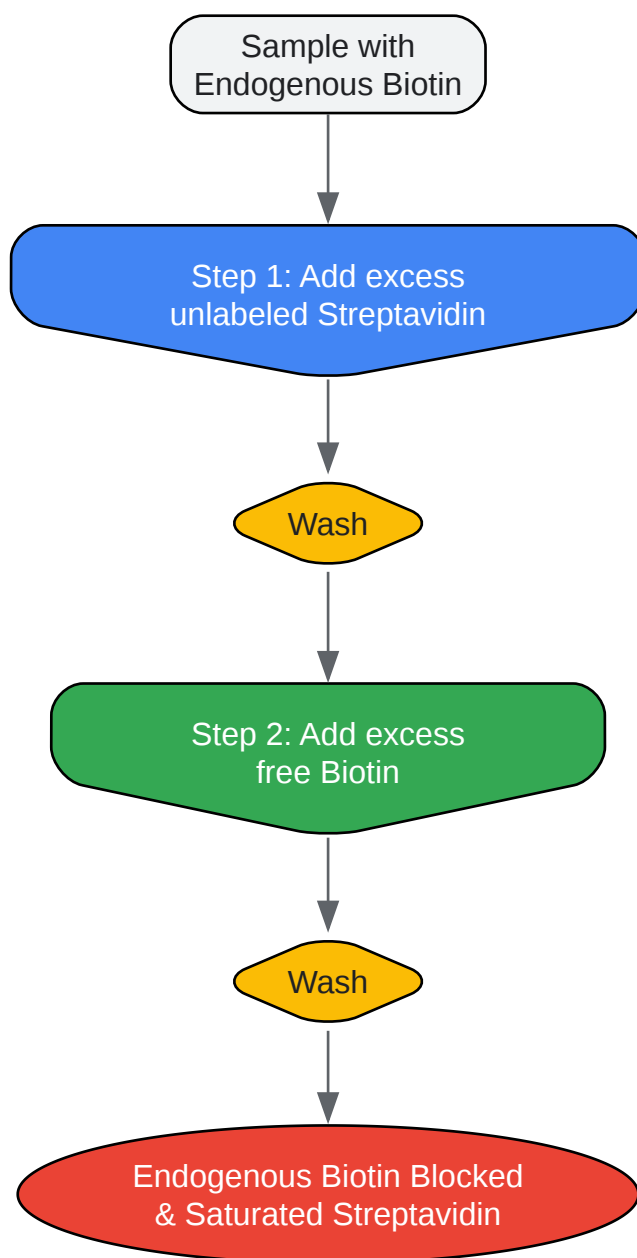 Sample with
Endogenous Biotin
Step 1: Add excess
unlabeled Streptavidin
Wash
Step 2: Add excess
free Biotin
Wash
Endogenous Biotin Blocked
& Saturated Streptavidin